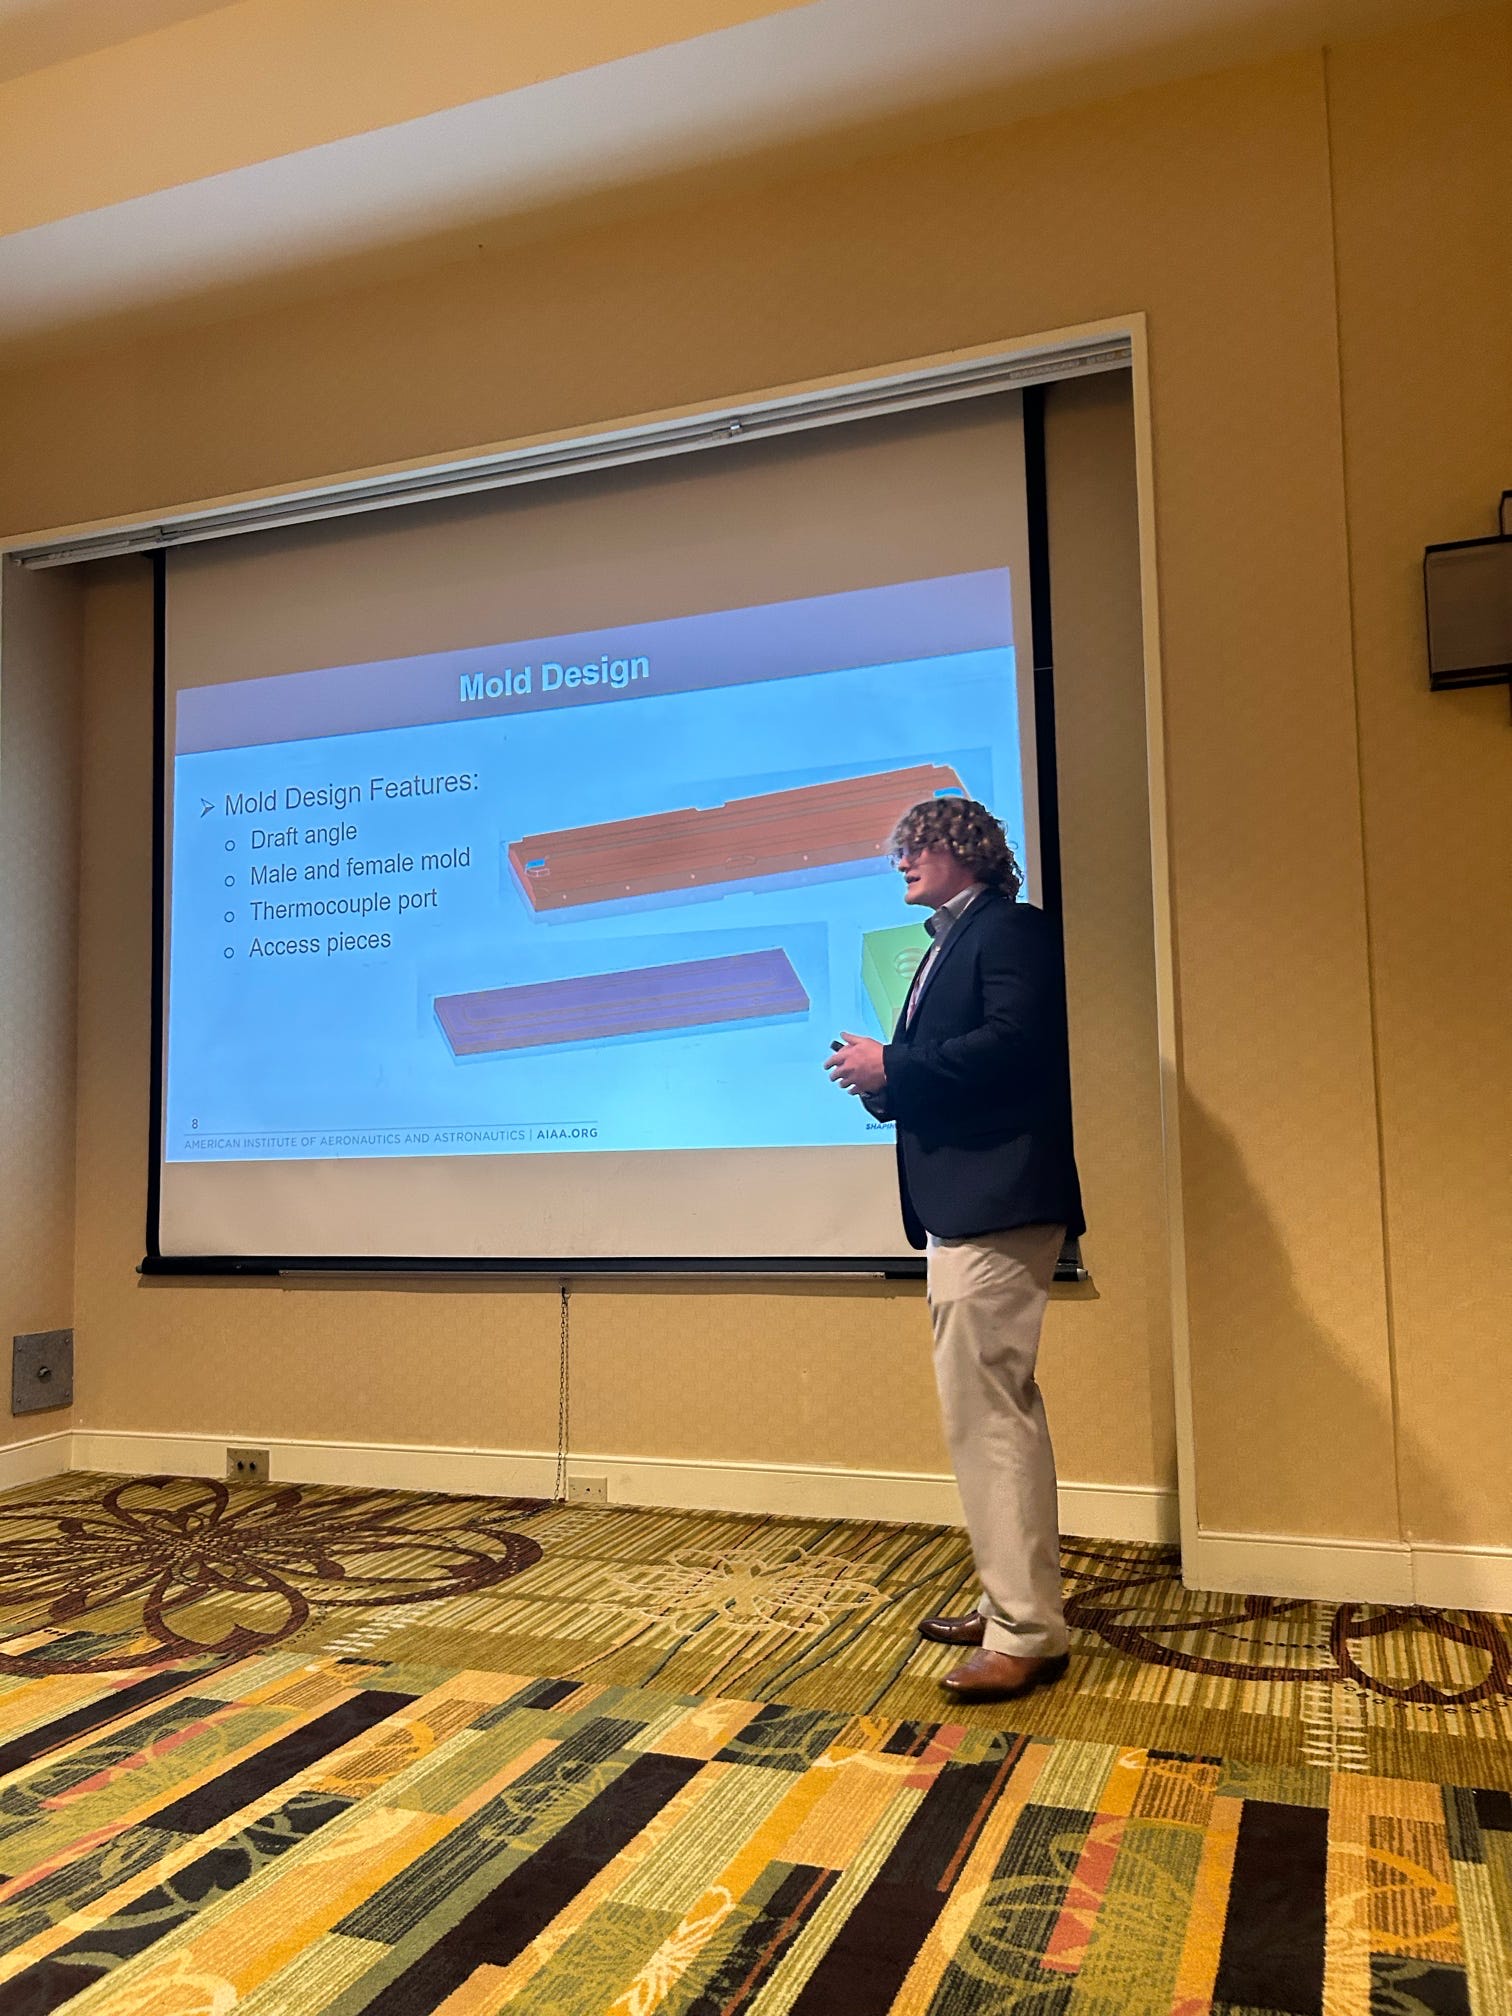 Mold Design
➢ Mold Design Features:
○ Draft angle
○ Male and female mold
○ Thermocouple port
○ Access pieces
8
AMERICAN INSTITUTE OF AERONAUTICS AND ASTRONAUTICS | AIAA.ORG